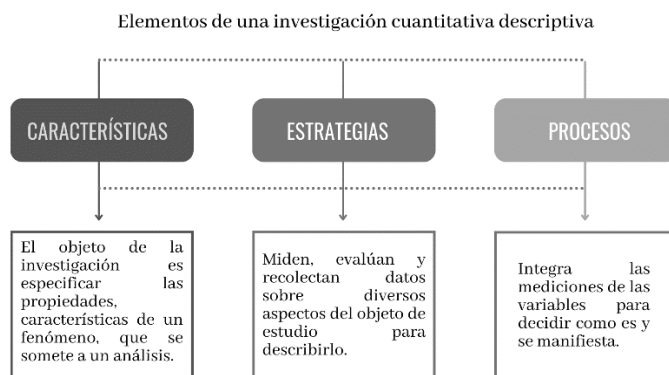 Elementos de una investigación cuantitativa descriptiva
CARACTERÍSTICAS
ESTRATEGIAS
PROCESOS
El objeto de la
investigación es
especificar las
propiedades,
características de un
fenómeno, que se
somete a un análisis.
Miden, evalúan y
recolectan datos
sobre diversos
aspectos del objeto de
estudio para
describirlo.
Integra las
mediciones de las
variables para
decidir como es y
se manifiesta.